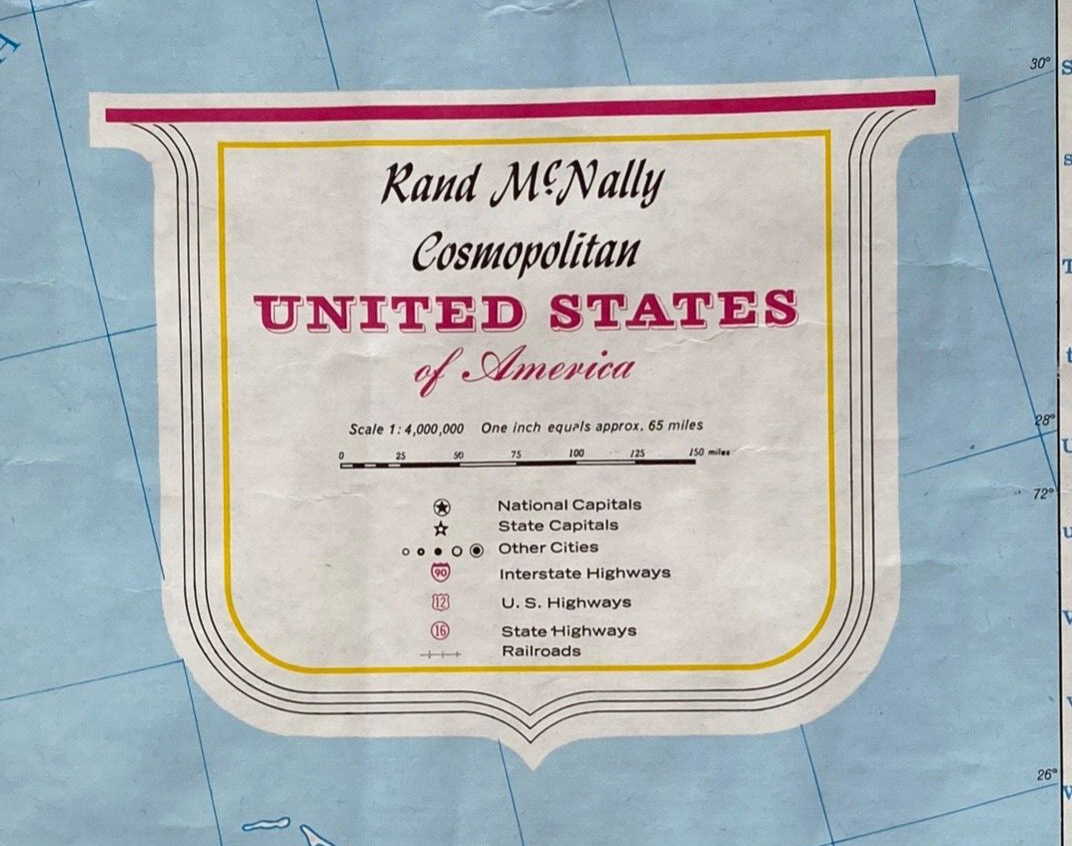 30°
Rand McNally
Cosmopolitan
UNITED STATES
of America
Scale 1:4,000,000 One inch equals approx. 65 miles
0 25 50 75 100 125 150 miles
28°
National Capitals
72°
State Capitals
Other Cities
90 Interstate Highways
12 U. S. Highways
16 State Highways
Railroads
26°